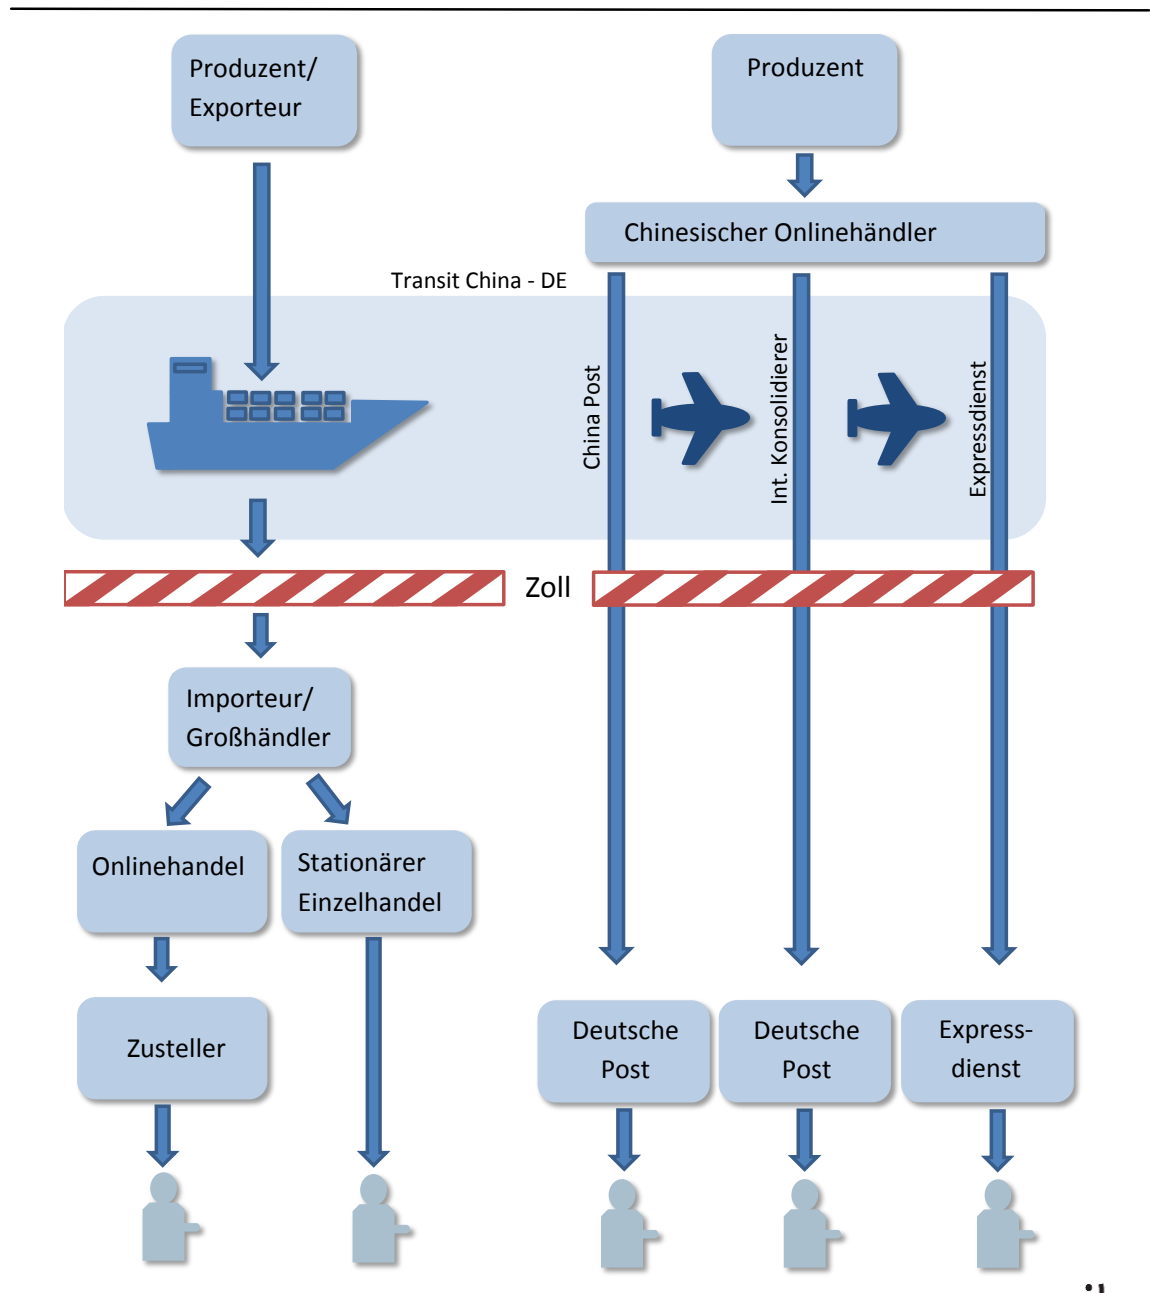 Produzent/
Exporteur
Produzent
Chinesischer Onlinehändler
Transit China - DE
China Post
Int. Konsolidierer
Expressdienst
Zoll
Importeur/
Großhändler
Onlinehandel
Stationärer
Einzelhandel
Zusteller
Deutsche
Post
Deutsche
Post
Express-
dienst